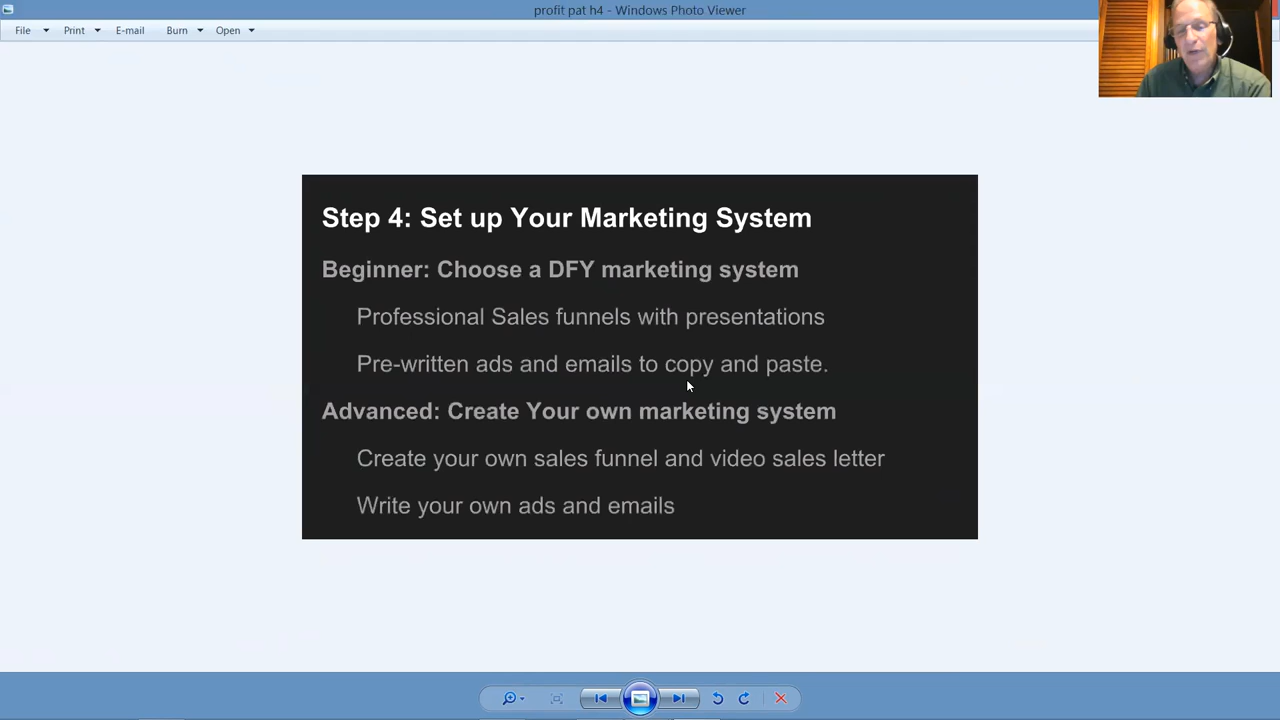 profit pat h4 - Windows Photo Viewer
File Print E-mail Burn Open
Step 4: Set up Your Marketing System
Beginner: Choose a DFY marketing system
Professional Sales funnels with presentations
Pre-written ads and emails to copy and paste.
Advanced: Create Your own marketing system
Create your own sales funnel and video sales letter
Write your own ads and emails